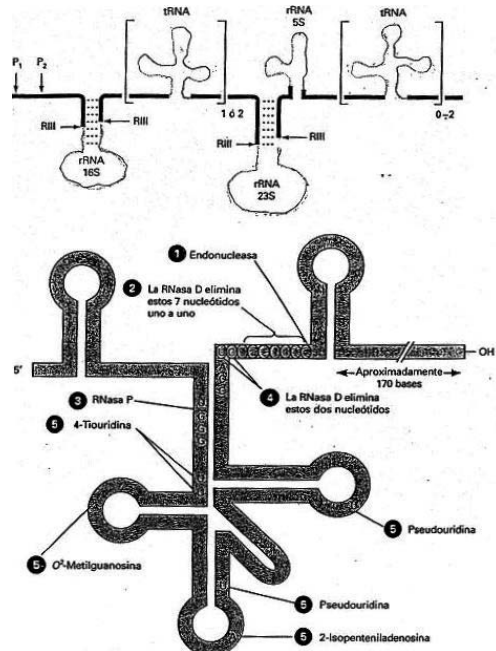 tRNA
rRNA
5S
tRNA
P1
P2
1 ó 2
0-2
RIII
RIII
RIII
RIII
rRNA
16S
rRNA
23S
1 Endonucleasa
2 La RNasa D elimina
estos 7 nucleótidos
uno a uno
OH
5'
Aproximadamente
170 bases
3 RNasa P
4 La RNasa D elimina
estos dos nucleótidos
5 4-Tiouridina
5 Pseudouridina
5 O²-Metilguanosina
5 Pseudouridina
5 2-Isopenteniladenosina